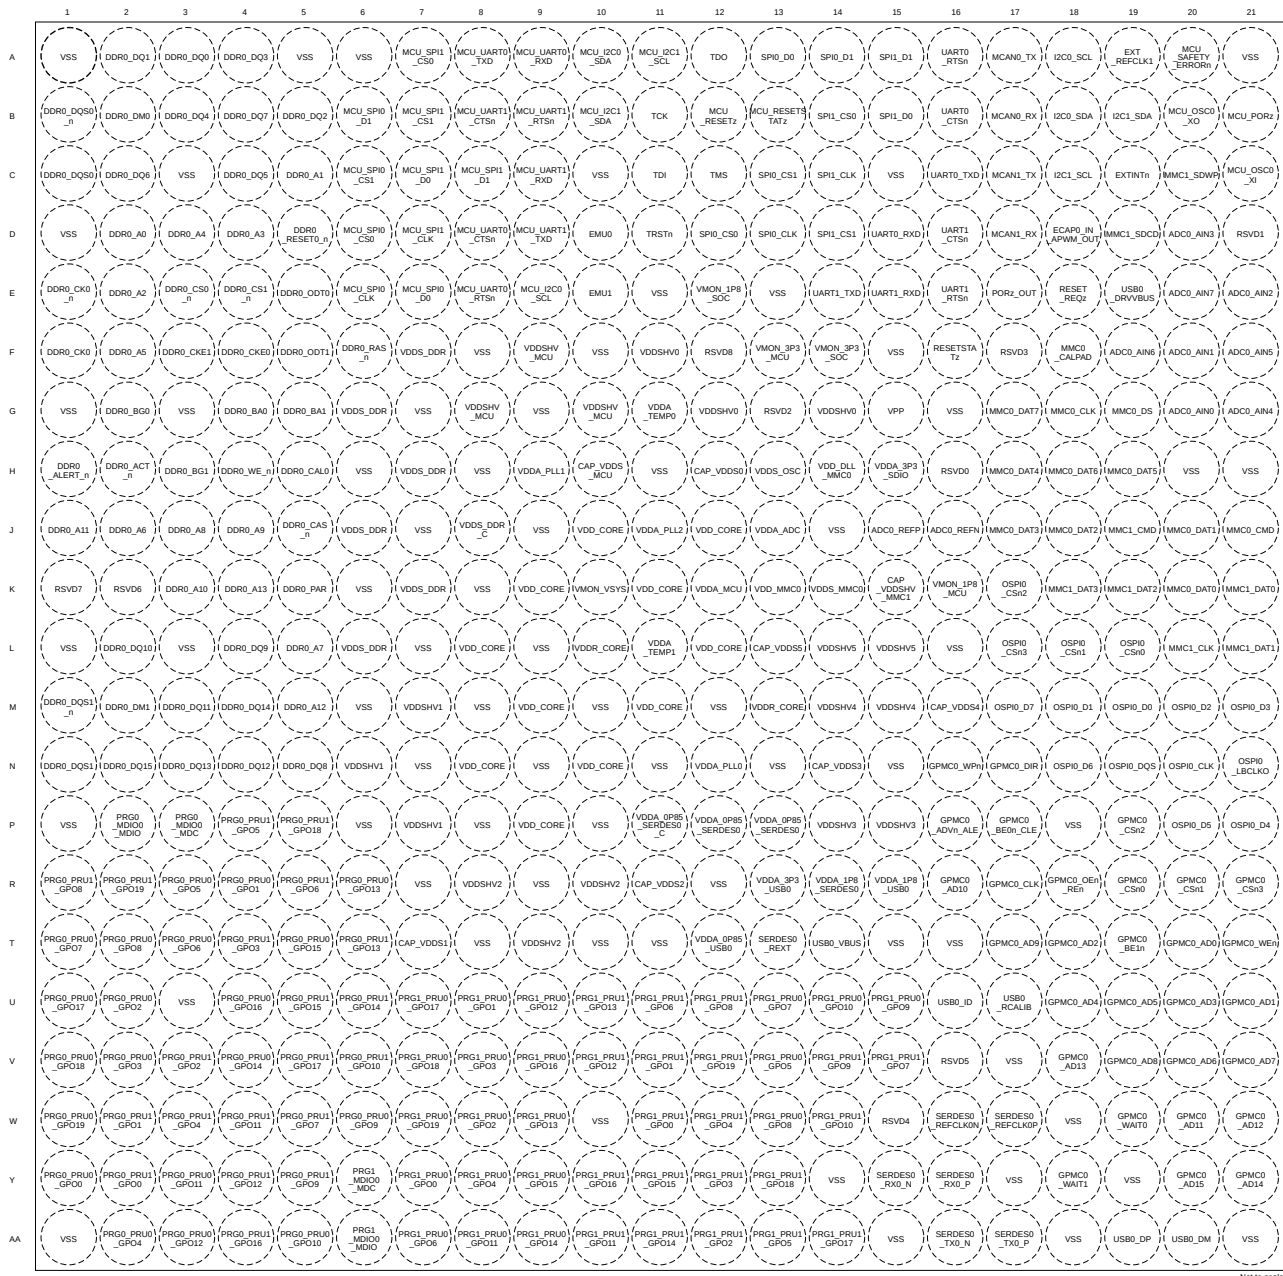 1 2 3 4 5 6 7 8 9 10 11 12 13 14 15 16 17 18 19 20 21
A VSS DDR0_DQ1 DDR0_DQ0 DDR0_DQ3 VSS VSS MCU_SPI1_CS0 MCU_UART0_TXD MCU_UART0_RXD MCU_I2C0_SDA MCU_I2C1_SCL TDO SPI0_D0 SPI0_D1 SPI1_D1 UART0_RTSn MCAN0_TX I2C0_SCL EXT_REFCLK1 MCU_SAFETY_ERRORn VSS
B DDR0_DQS0_n DDR0_DM0 DDR0_DQ4 DDR0_DQ7 DDR0_DQ2 MCU_SPI0_D1 MCU_SPI1_CS1 MCU_UART1_CTSn MCU_UART1_RTSn MCU_I2C1_SDA TCK MCU_RESETz MCU_RESETSTATz SPI1_CS0 SPI1_D0 UART0_CTSn MCAN0_RX I2C0_SDA I2C1_SDA MCU_OSC0_XO MCU_PORz
C DDR0_DQS0 DDR0_DQ6 VSS DDR0_DQ5 DDR0_A1 MCU_SPI0_CS1 MCU_SPI1_D0 MCU_SPI1_D1 MCU_UART1_RXD VSS TDI TMS SPI0_CS1 SPI1_CLK VSS UART0_TXD MCAN1_TX I2C1_SCL EXTINTn MMC1_SDWP MCU_OSC0_XI
D VSS DDR0_A0 DDR0_A4 DDR0_A3 DDR0_RESET0_n MCU_SPI0_CS0 MCU_SPI1_CLK MCU_UART0_CTSn MCU_UART1_TXD EMU0 TRSTn SPI0_CS0 SPI0_CLK SPI1_CS1 UART0_RXD UART1_CTSn MCAN1_RX ECAP0_IN_APWM_OUT MMC1_SDCD ADC0_AIN3 RSVD1
E DDR0_CK0_n DDR0_A2 DDR0_CS0_n DDR0_CS1_n DDR0_ODT0 MCU_SPI0_CLK MCU_SPI0_D0 MCU_UART0_RTSn MCU_I2C0_SCL EMU1 VSS VMON_1P8_SOC VSS UART1_TXD UART1_RXD UART1_RTSn PORz_OUT RESET_REQz USB0_DRVVBUS ADC0_AIN7 ADC0_AIN2
F DDR0_CK0 DDR0_A5 DDR0_CKE1 DDR0_CKE0 DDR0_ODT1 DDR0_RAS_n VDDS_DDR VSS VDDSHV_MCU VSS VDDSHV0 RSVD8 VMON_3P3_MCU VMON_3P3_SOC VSS RESETSTATz RSVD3 MMC0_CALPAD ADC0_AIN6 ADC0_AIN1 ADC0_AIN5
G VSS DDR0_BG0 VSS DDR0_BA0 DDR0_BA1 VDDS_DDR VSS VDDSHV_MCU VSS VDDSHV_MCU VDDA_TEMP0 VDDSHV0 RSVD2 VDDSHV0 VPP VSS MMC0_DAT7 MMC0_CLK MMC0_DS ADC0_AIN0 ADC0_AIN4
H DDR0_ALERT_n DDR0_ACT_n DDR0_BG1 DDR0_WE_n DDR0_CAL0 VSS VDDS_DDR VSS VDDA_PLL1 CAP_VDDS_MCU VSS CAP_VDDS0 VDDS_OSC VDD_DLL_MMC0 VDDA_3P3_SDIO RSVD0 MMC0_DAT4 MMC0_DAT6 MMC0_DAT5 VSS VSS
J DDR0_A11 DDR0_A6 DDR0_A8 DDR0_A9 DDR0_CAS_n VDDS_DDR VSS VDDS_DDR_C VSS VDD_CORE VDDA_PLL2 VDD_CORE VDDA_ADC VSS ADC0_REFP ADC0_REFN MMC0_DAT3 MMC0_DAT2 MMC1_CMD MMC0_DAT1 MMC0_CMD
K RSVD7 RSVD6 DDR0_A10 DDR0_A13 DDR0_PAR VSS VDDS_DDR VSS VDD_CORE VMON_VSYS VDD_CORE VDDA_MCU VDD_MMC0 VDDS_MMC0 CAP_VDDSHV_MMC1 VMON_1P8_MCU OSPI0_CSn2 MMC1_DAT3 MMC1_DAT2 MMC0_DAT0 MMC1_DAT0
L VSS DDR0_DQ10 VSS DDR0_DQ9 DDR0_A7 VDDS_DDR VSS VDD_CORE VSS VDDR_CORE VDDA_TEMP1 VDD_CORE CAP_VDDS5 VDDSHV5 VDDSHV5 VSS OSPI0_CSn3 OSPI0_CSn1 OSPI0_CSn0 MMC1_CLK MMC1_DAT1
M DDR0_DQS1_n DDR0_DM1 DDR0_DQ11 DDR0_DQ14 DDR0_A12 VSS VDDSHV1 VSS VDD_CORE VSS VDD_CORE VSS VDDR_CORE VDDSHV4 VDDSHV4 CAP_VDDS4 OSPI0_D7 OSPI0_D1 OSPI0_D0 OSPI0_D2 OSPI0_D3
N DDR0_DQS1 DDR0_DQ15 DDR0_DQ13 DDR0_DQ12 DDR0_DQ8 VDDSHV1 VSS VDD_CORE VSS VDD_CORE VSS VDDA_PLL0 VSS CAP_VDDS3 VSS GPMC0_WPn GPMC0_DIR OSPI0_D6 OSPI0_DQS OSPI0_CLK OSPI0_LBCLKO
P VSS PRG0_MDIO0_MDIO PRG0_MDIO0_MDC PRG0_PRU1_GPO5 PRG0_PRU1_GPO18 VSS VDDSHV1 VSS VDD_CORE VSS VDDA_0P85_SERDES0_C VDDA_0P85_SERDES0 VDDA_0P85_SERDES0 VDDSHV3 VDDSHV3 GPMC0_ADVn_ALE GPMC0_BE0n_CLE VSS GPMC0_CSn2 OSPI0_D5 OSPI0_D4
R PRG0_PRU1_GPO8 PRG0_PRU1_GPO19 PRG0_PRU0_GPO5 PRG0_PRU0_GPO1 PRG0_PRU1_GPO6 PRG0_PRU0_GPO13 VSS VDDSHV2 VSS VDDSHV2 CAP_VDDS2 VSS VDDA_3P3_USB0 VDDA_1P8_SERDES0 VDDA_1P8_USB0 GPMC0_AD10 GPMC0_CLK GPMC0_OEn_REn GPMC0_CSn0 GPMC0_CSn1 GPMC0_CSn3
T PRG0_PRU1_GPO7 PRG0_PRU0_GPO8 PRG0_PRU0_GPO6 PRG0_PRU1_GPO3 PRG0_PRU0_GPO15 PRG0_PRU1_GPO13 CAP_VDDS1 VSS VDDSHV2 VSS VSS VDDA_0P85_USB0 SERDES0_REXT USB0_VBUS VSS VSS GPMC0_AD9 GPMC0_AD2 GPMC0_BE1n GPMC0_AD0 GPMC0_WEn
U PRG0_PRU0_GPO17 PRG0_PRU0_GPO2 VSS PRG0_PRU0_GPO16 PRG0_PRU1_GPO15 PRG0_PRU1_GPO14 PRG1_PRU0_GPO17 PRG1_PRU0_GPO1 PRG1_PRU0_GPO12 PRG1_PRU1_GPO13 PRG1_PRU1_GPO6 PRG1_PRU1_GPO8 PRG1_PRU0_GPO7 PRG1_PRU0_GPO10 PRG1_PRU0_GPO9 USB0_ID USB0_RCALIB GPMC0_AD4 GPMC0_AD5 GPMC0_AD3 GPMC0_AD1
V PRG0_PRU0_GPO18 PRG0_PRU0_GPO3 PRG0_PRU1_GPO2 PRG0_PRU0_GPO14 PRG0_PRU1_GPO17 PRG0_PRU1_GPO10 PRG1_PRU0_GPO18 PRG1_PRU0_GPO3 PRG1_PRU0_GPO16 PRG1_PRU1_GPO12 PRG1_PRU1_GPO1 PRG1_PRU1_GPO19 PRG1_PRU0_GPO5 PRG1_PRU1_GPO9 PRG1_PRU1_GPO7 RSVD5 VSS GPMC0_AD13 GPMC0_AD8 GPMC0_AD6 GPMC0_AD7
W PRG0_PRU0_GPO19 PRG0_PRU1_GPO1 PRG0_PRU1_GPO4 PRG0_PRU1_GPO11 PRG0_PRU0_GPO7 PRG0_PRU0_GPO9 PRG1_PRU0_GPO19 PRG1_PRU0_GPO2 PRG1_PRU0_GPO13 VSS PRG1_PRU1_GPO0 PRG1_PRU1_GPO4 PRG1_PRU0_GPO8 PRG1_PRU1_GPO10 RSVD4 SERDES0_REFCLK0N SERDES0_REFCLK0P VSS GPMC0_WAIT0 GPMC0_AD11 GPMC0_AD12
Y PRG0_PRU0_GPO0 PRG0_PRU1_GPO0 PRG0_PRU0_GPO11 PRG0_PRU1_GPO12 PRG0_PRU1_GPO9 PRG1_MDIO0_MDC PRG1_PRU0_GPO0 PRG1_PRU0_GPO4 PRG1_PRU0_GPO15 PRG1_PRU1_GPO16 PRG1_PRU1_GPO15 PRG1_PRU1_GPO3 PRG1_PRU1_GPO18 VSS SERDES0_RX0_N SERDES0_RX0_P VSS GPMC0_WAIT1 VSS GPMC0_AD15 GPMC0_AD14
AA VSS PRG0_PRU0_GPO4 PRG0_PRU0_GPO12 PRG0_PRU1_GPO16 PRG0_PRU0_GPO10 PRG1_MDIO0_MDIO PRG1_PRU0_GPO6 PRG1_PRU0_GPO11 PRG1_PRU0_GPO14 PRG1_PRU1_GPO11 PRG1_PRU1_GPO14 PRG1_PRU1_GPO2 PRG1_PRU1_GPO5 PRG1_PRU1_GPO17 VSS SERDES0_TX0_N SERDES0_TX0_P VSS USB0_DP USB0_DM VSS